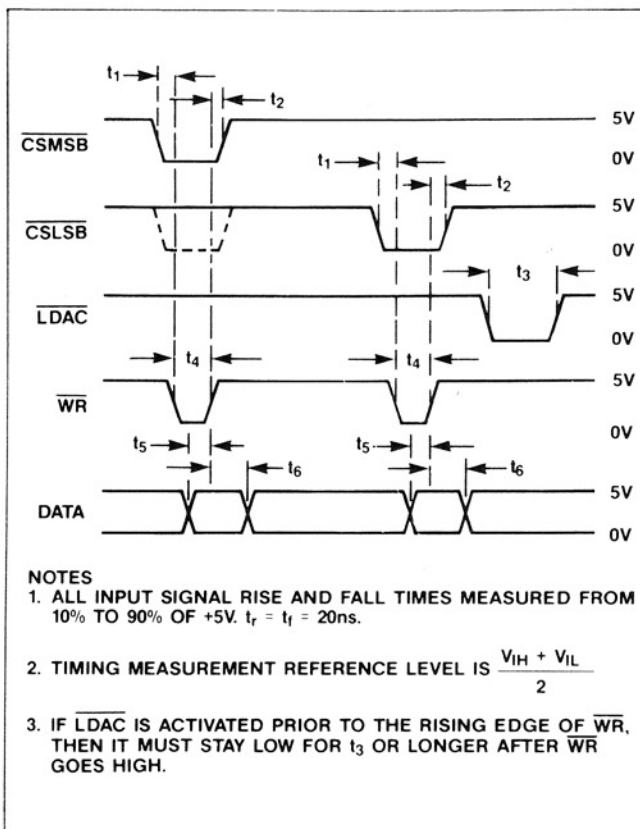 t1
t2
CSMSB
5V
0V
t1
t2
CSLSB
5V
0V
t3
LDAC
5V
0V
t4
t4
WR
5V
0V
t5
t6
t5
t6
DATA
5V
0V
NOTES
1. ALL INPUT SIGNAL RISE AND FALL TIMES MEASURED FROM
10% TO 90% OF +5V. tr = tf = 20ns.
2. TIMING MEASUREMENT REFERENCE LEVEL IS (VIH + VIL) / 2
3. IF LDAC IS ACTIVATED PRIOR TO THE RISING EDGE OF WR,
THEN IT MUST STAY LOW FOR t3 OR LONGER AFTER WR
GOES HIGH.